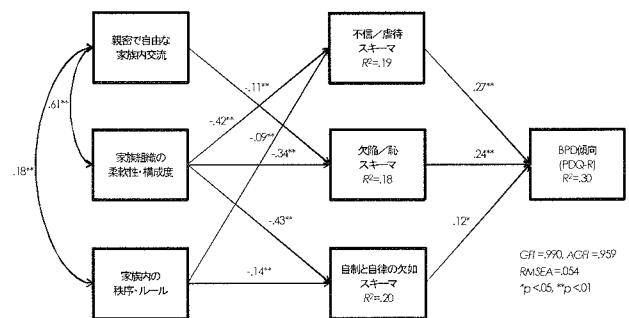 親密で自由な
家族内交流
家族組織の
柔軟性・構成度
家族内の
秩序・ルール
.61**
.18**
-.11**
-.42**
-.09**
-.34**
-.43**
-.14**
不信／虐待
スキーマ
R²=.19
欠陥／恥
スキーマ
R²=.18
自制と自律の欠如
スキーマ
R²=.20
.27**
.24**
.12*
BPD傾向
(PDQ-R)
R²=.30
GFI=.990, AGFI=.959
RMSEA=.054
*p<.05, **p<.01